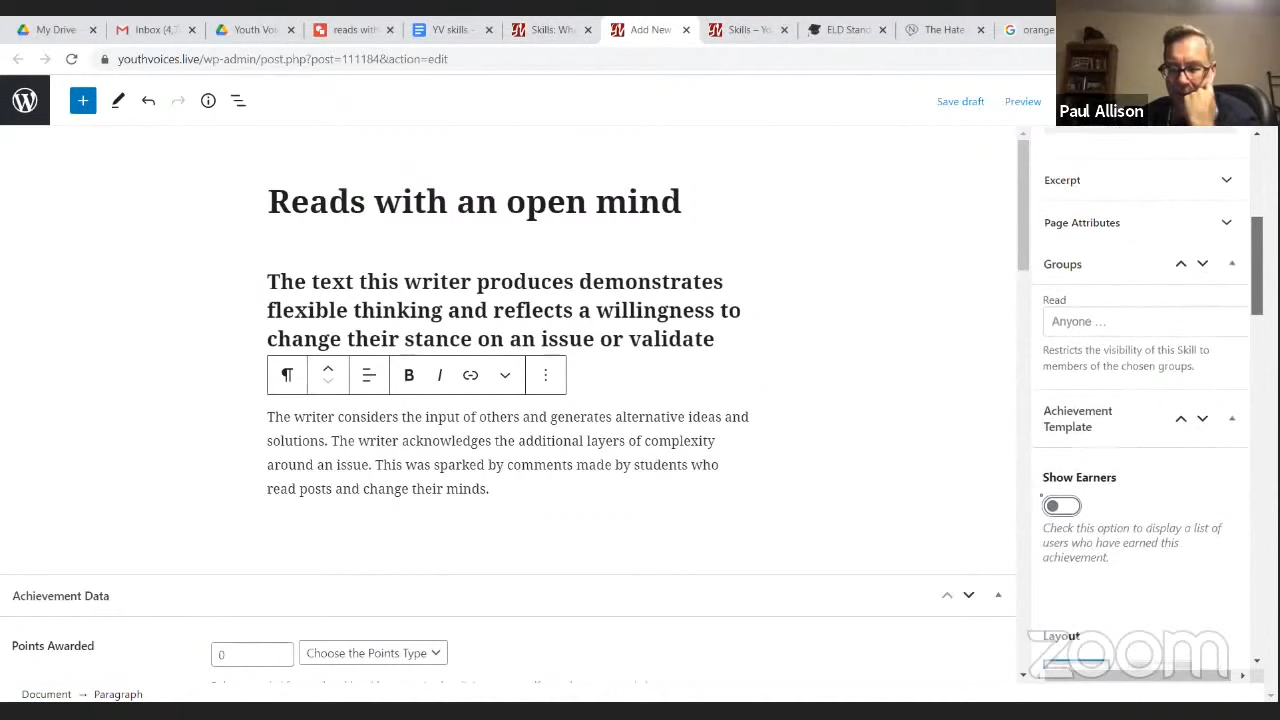 My Drive
Inbox (4,7
Youth Vo
reads with
YV skills -
Skills: Wha
Add New
Skill – Yo
ELD Stand
The Hate
orange
youthvoices.live/wp-admin/post.php?post=111184&action=edit
Save draft
Preview
Paul Allison
Reads with an open mind
The text this writer produces demonstrates
flexible thinking and reflects a willingness to
change their stance on an issue or validate
B I
The writer considers the input of others and generates alternative ideas and
solutions. The writer acknowledges the additional layers of complexity
around an issue. This was sparked by comments made by students who
read posts and change their minds.
Excerpt
Page Attributes
Groups
Read
Anyone …
Restricts the visibility of this Skill to
members of the chosen groups.
Achievement
Template
Show Earners
Check this option to display a list of
users who have earned this
achievement.
Layout
zoom
Achievement Data
Points Awarded
0
Choose the Points Type
Document → Paragraph